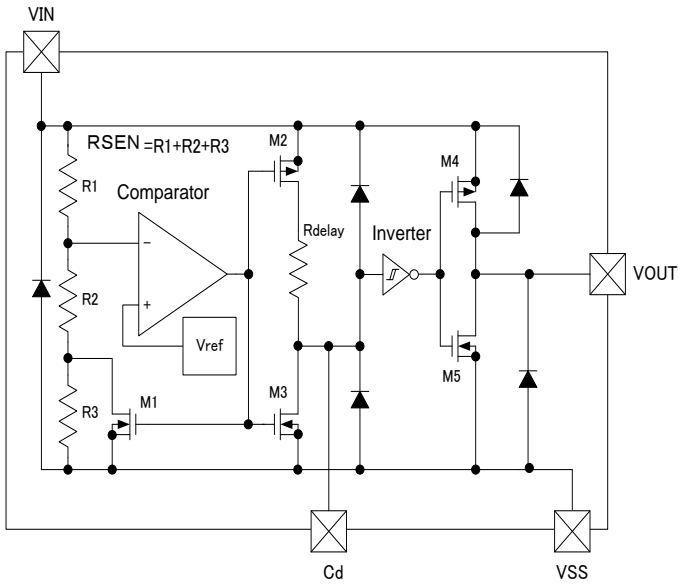 VIN
RSEN =R1+R2+R3
M2
M4
R1
Comparator
Rdelay
Inverter
−
VOUT
R2
+
Vref
M5
R3
M1
M3
Cd
VSS